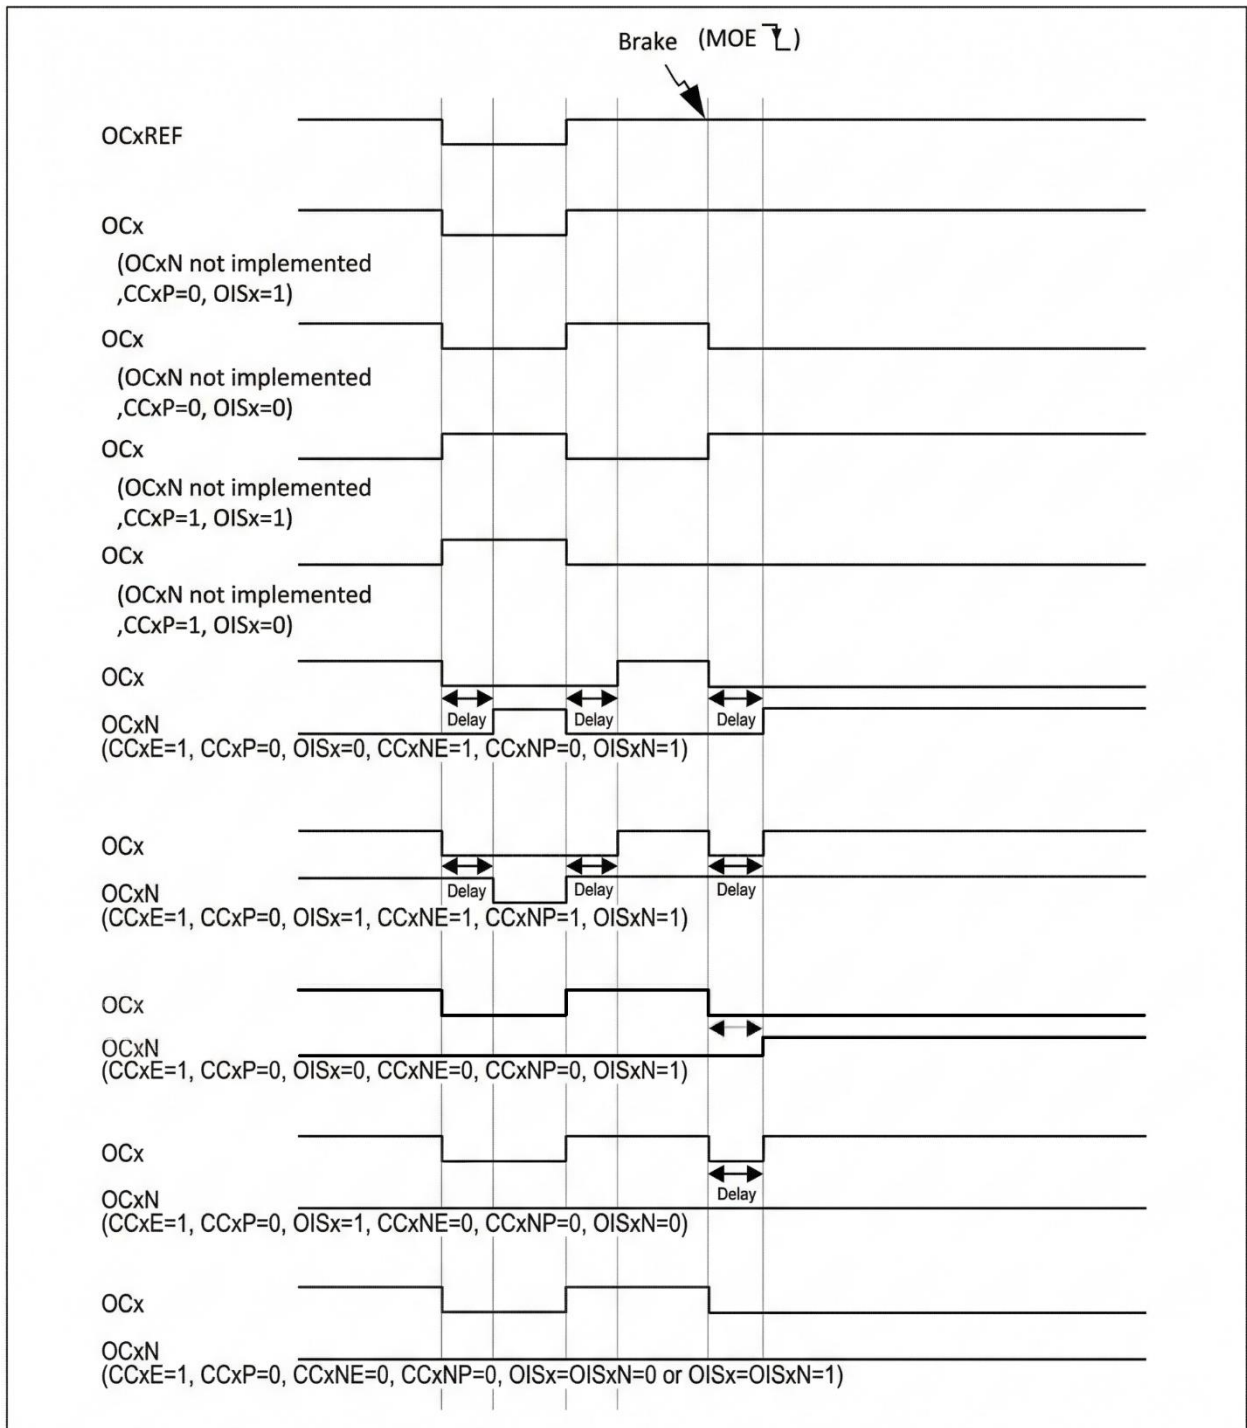 Brake (MOE )
OCxREF
OCx
(OCxN not implemented
,CCxP=0, OISx=1)
OCx
(OCxN not implemented
,CCxP=0, OISx=0)
OCx
(OCxN not implemented
,CCxP=1, OISx=1)
OCx
(OCxN not implemented
,CCxP=1, OISx=0)
OCx
Delay Delay Delay
OCxN
(CCxE=1, CCxP=0, OISx=0, CCxNE=1, CCxNP=0, OISxN=1)
OCx
Delay Delay Delay
OCxN
(CCxE=1, CCxP=0, OISx=1, CCxNE=1, CCxNP=1, OISxN=1)
OCx
OCxN
(CCxE=1, CCxP=0, OISx=0, CCxNE=0, CCxNP=0, OISxN=1)
OCx
Delay
OCxN
(CCxE=1, CCxP=0, OISx=1, CCxNE=0, CCxNP=0, OISxN=0)
OCx
OCxN
(CCxE=1, CCxP=0, CCxNE=0, CCxNP=0, OISx=OISxN=0 or OISx=OISxN=1)